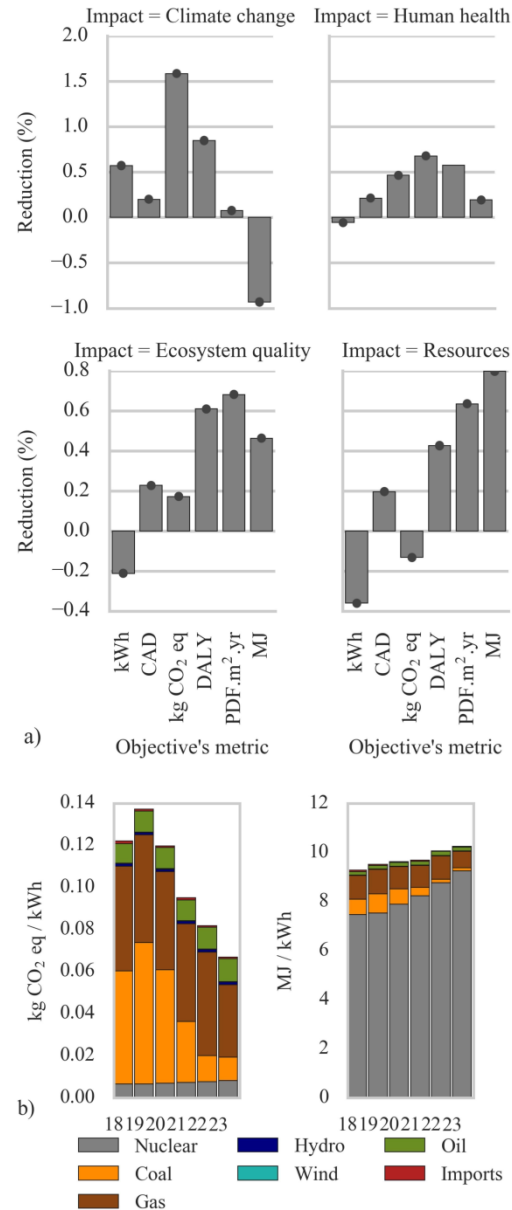 Impact = Climate change
Impact = Human health
Reduction (%)
2.0
1.5
1.0
0.5
0.0
−0.5
−1.0
Impact = Ecosystem quality
Impact = Resources
Reduction (%)
0.8
0.6
0.4
0.2
0.0
−0.2
−0.4
kWh
CAD
kg CO₂ eq
DALY
PDF.m².yr
MJ
kWh
CAD
kg CO₂ eq
DALY
PDF.m².yr
MJ
a)
Objective's metric
Objective's metric
kg CO₂ eq / kWh
0.14
0.12
0.10
0.08
0.06
0.04
0.02
0.00
18 19 20 21 22 23
MJ / kWh
12
10
8
6
4
2
0
18 19 20 21 22 23
b)
Nuclear
Hydro
Oil
Coal
Wind
Imports
Gas